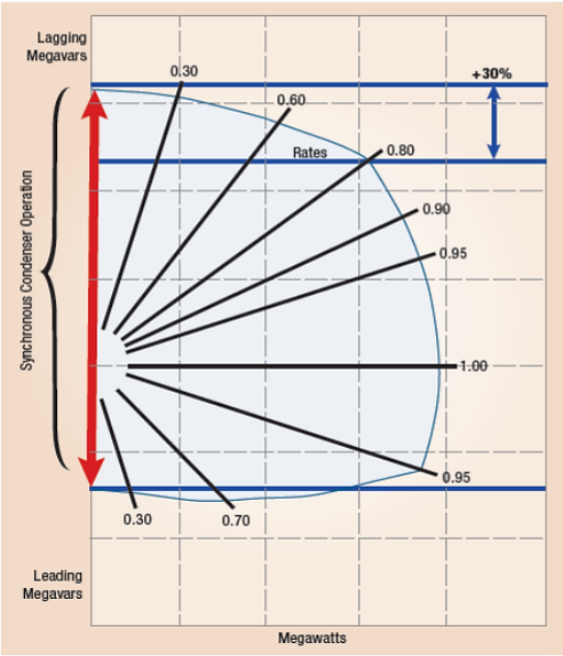 Lagging
Megavars
+30%
0.30
0.60
Rates
0.80
0.90
0.95
Synchronous Condenser Operation
1.00
0.95
0.30
0.70
Leading
Megavars
Megawatts